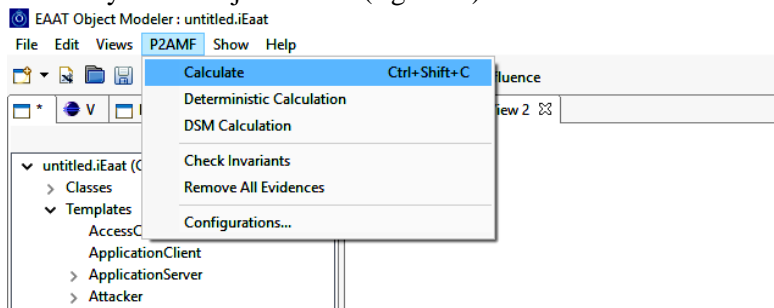 EAAT Object Modeler : untitled.iEaat
File Edit Views P2AMF Show Help
Calculate Ctrl+Shift+C
Deterministic Calculation
DSM Calculation
Check Invariants
Remove All Evidences
Configurations...
luence
* V
iew 2
untitled.iEaat (
Classes
Templates
AccessC
ApplicationClient
ApplicationServer
Attacker